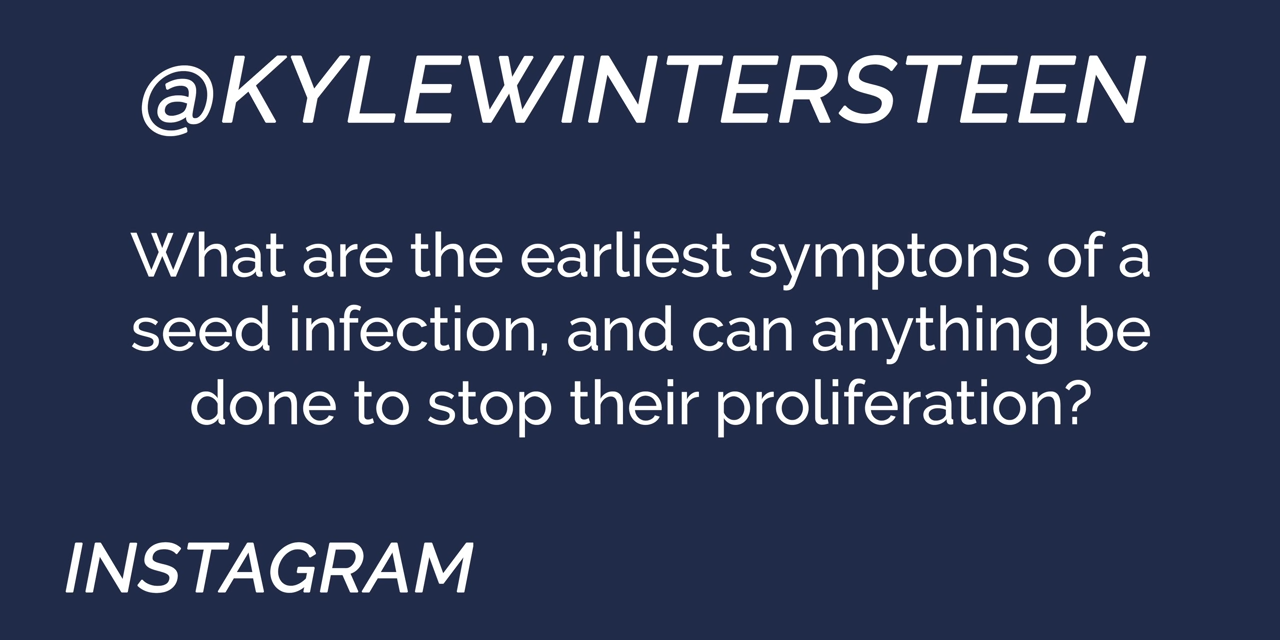 @KYLEWINTERSTEEN
What are the earliest symptons of a
seed infection, and can anything be
done to stop their proliferation?
INSTAGRAM